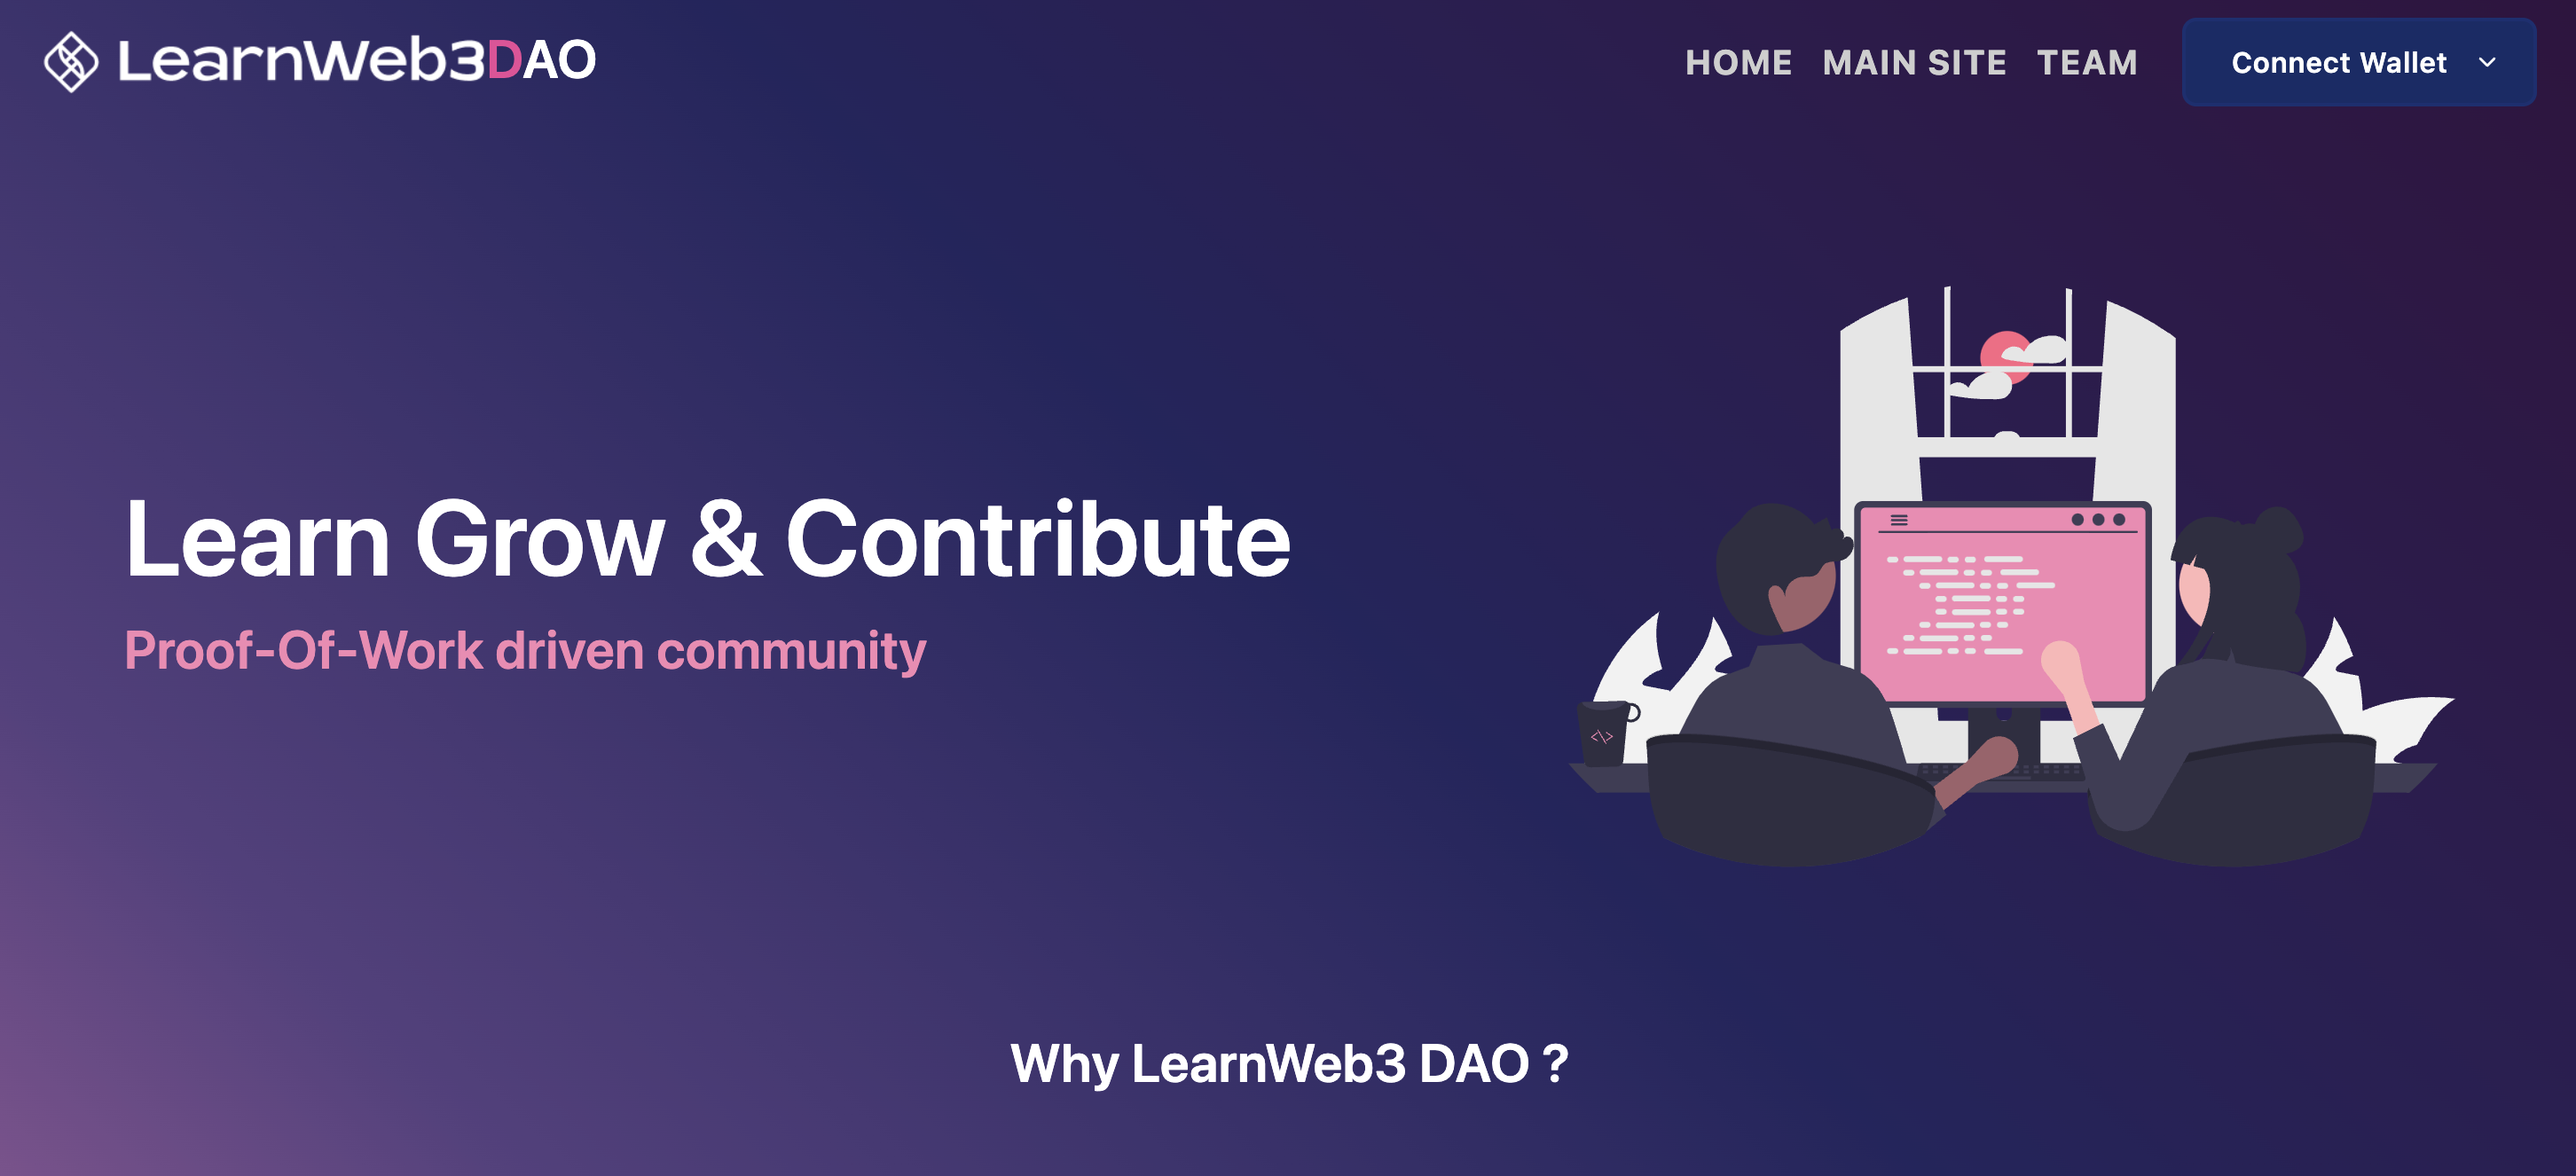 LearnWeb3DAO
HOME MAIN SITE TEAM Connect Wallet
Learn Grow & Contribute
Proof-Of-Work driven community
</>
Why LearnWeb3 DAO ?